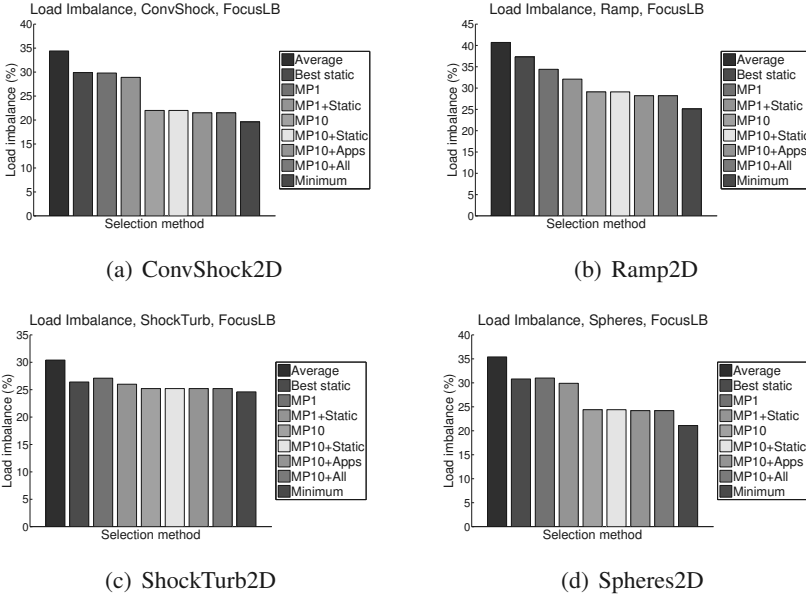 Load Imbalance, ConvShock, FocusLB
40
35
30
25
20
15
10
5
0
Load imbalance (%)
Selection method
Average
Best static
MP1
MP1+Static
MP10
MP10+Static
MP10+Apps
MP10+All
Minimum
(a) ConvShock2D
Load Imbalance, Ramp, FocusLB
45
40
35
30
25
20
15
10
5
0
Load imbalance (%)
Selection method
Average
Best static
MP1
MP1+Static
MP10
MP10+Static
MP10+Apps
MP10+All
Minimum
(b) Ramp2D
Load Imbalance, ShockTurb, FocusLB
35
30
25
20
15
10
5
0
Load imbalance (%)
Selection method
Average
Best static
MP1
MP1+Static
MP10
MP10+Static
MP10+Apps
MP10+All
Minimum
(c) ShockTurb2D
Load Imbalance, Spheres, FocusLB
40
35
30
25
20
15
10
5
0
Load imbalance (%)
Selection method
Average
Best static
MP1
MP1+Static
MP10
MP10+Static
MP10+Apps
MP10+All
Minimum
(d) Spheres2D